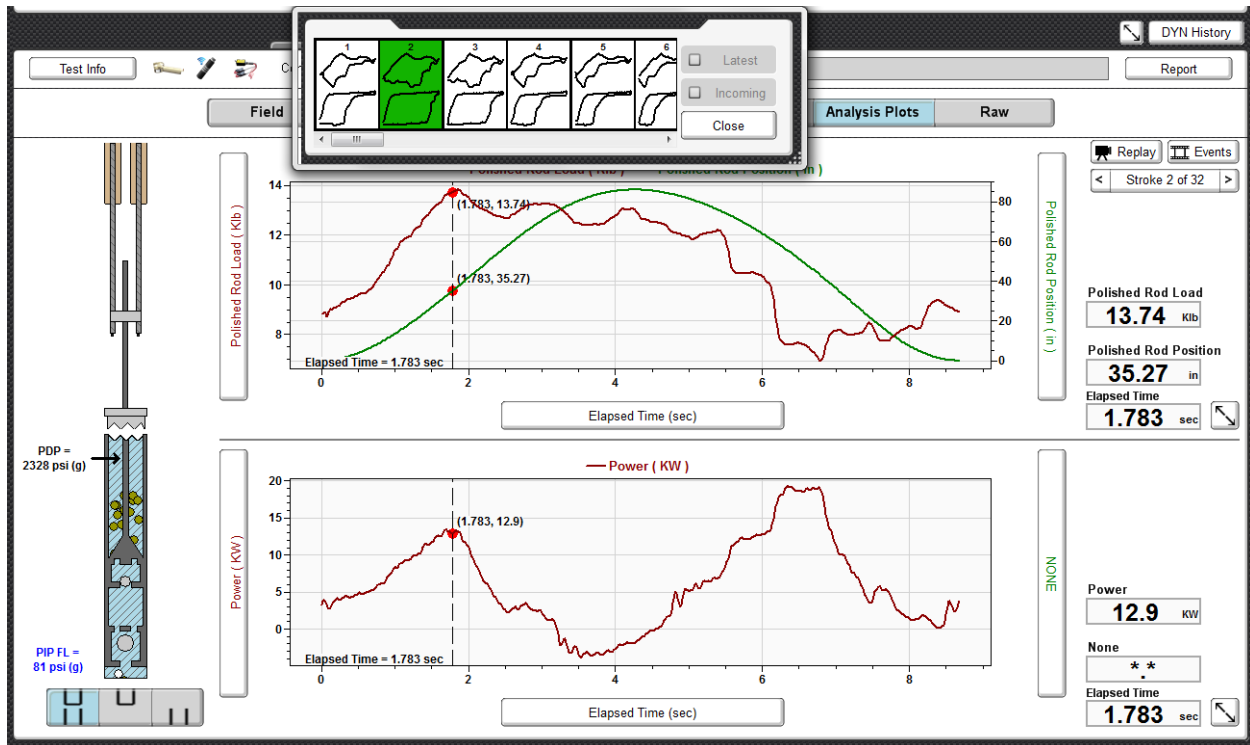 DYN History
1 2 3 4 5 6
Latest
Incoming
Close
Test Info
Report
Field
Analysis Plots
Raw
Replay
Events
< Stroke 2 of 32 >
Polished Rod Position ( in )
14
12
10
8
Polished Rod Load ( Klb )
(1.783, 13.74)
(1.783, 35.27)
Elapsed Time = 1.783 sec
80
60
40
20
0
Polished Rod Position ( in )
0 2 4 6 8
Elapsed Time (sec)
Polished Rod Load
13.74 Klb
Polished Rod Position
35.27 in
Elapsed Time
1.783 sec
PDP =
2328 psi (g)
PIP FL =
81 psi (g)
Power ( KW )
20
15
10
5
0
Power ( KW )
(1.783, 12.9)
Elapsed Time = 1.783 sec
NONE
0 2 4 6 8
Elapsed Time (sec)
Power
12.9 KW
None
*.*
Elapsed Time
1.783 sec